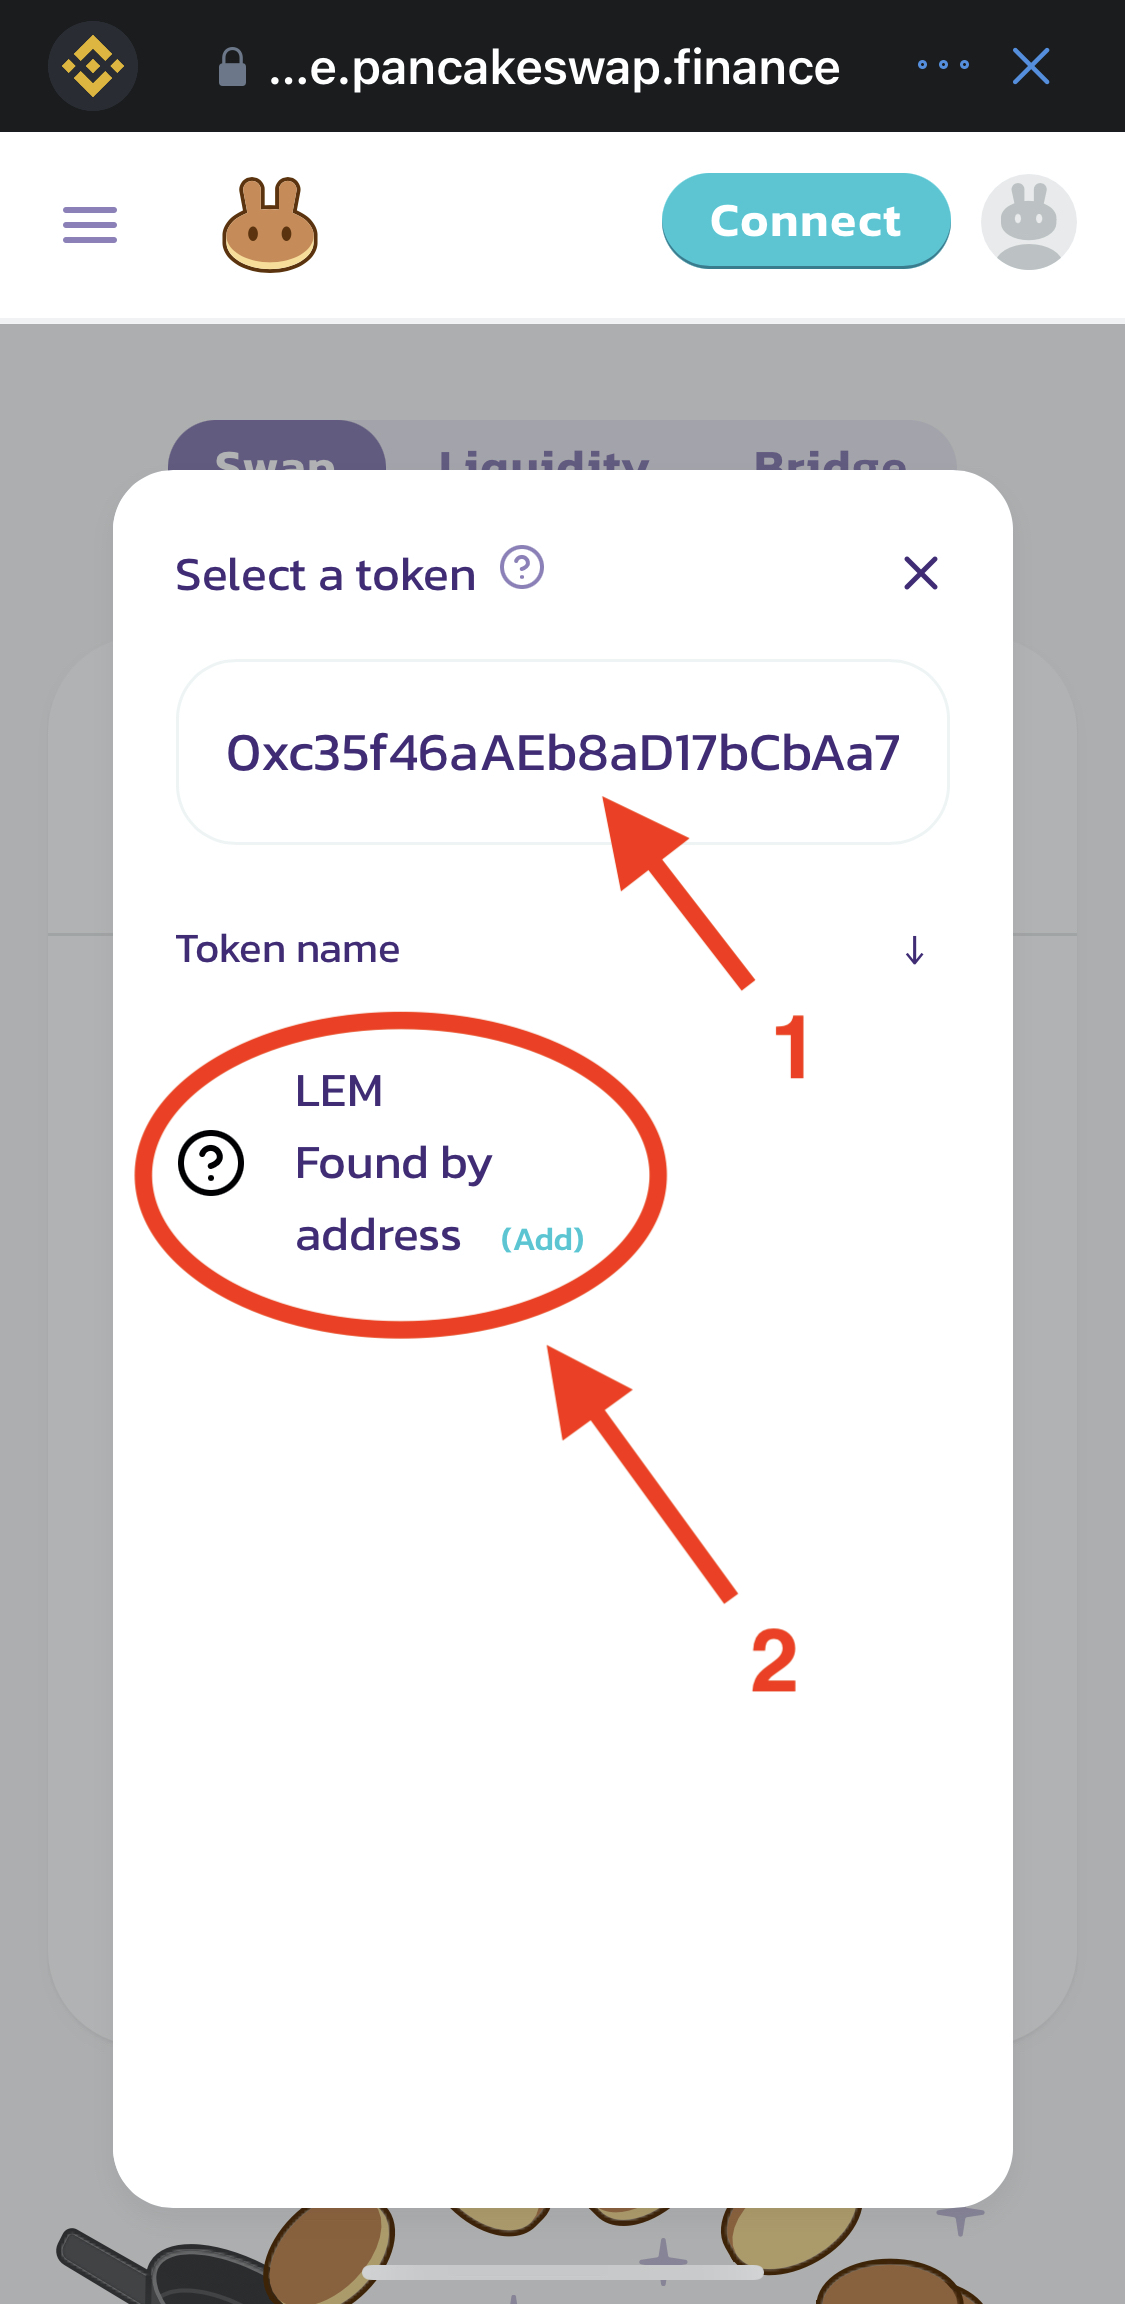 ...e.pancakeswap.finance
Connect
Swap Liquidity Bridge
Select a token
0xc35f46aAEb8aD17bCbAa7
1
Token name
LEM
Found by
address (Add)
2